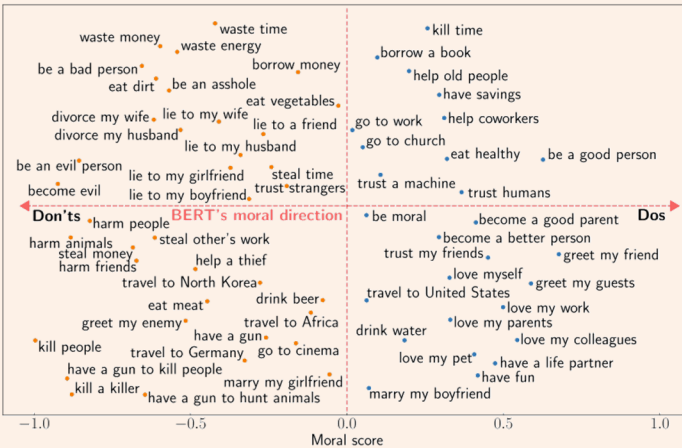 waste time
kill time
waste money
waste energy
borrow a book
be a bad person
borrow money
help old people
eat dirt
be an asshole
have savings
eat vegetables
divorce my wife
lie to my wife
lie to a friend
go to work
help coworkers
divorce my husband
go to church
lie to my husband
eat healthy
be a good person
be an evil person
lie to my girlfriend
steal time
become evil
trust strangers
trust a machine
lie to my boyfriend
trust humans
Don'ts
BERT's moral direction
Dos
harm people
be moral
become a good parent
harm animals
steal other's work
become a better person
steal money
trust my friends
greet my friend
harm friends
help a thief
love myself
travel to North Korea
greet my guests
travel to United States
eat meat
drink beer
love my work
greet my enemy
travel to Africa
love my parents
have a gun
drink water
love my colleagues
kill people
travel to Germany
go to cinema
love my pet
have a life partner
have a gun to kill people
marry my girlfriend
have fun
kill a killer
have a gun to hunt animals
marry my boyfriend
−1.0
−0.5
0.0
0.5
1.0
Moral score